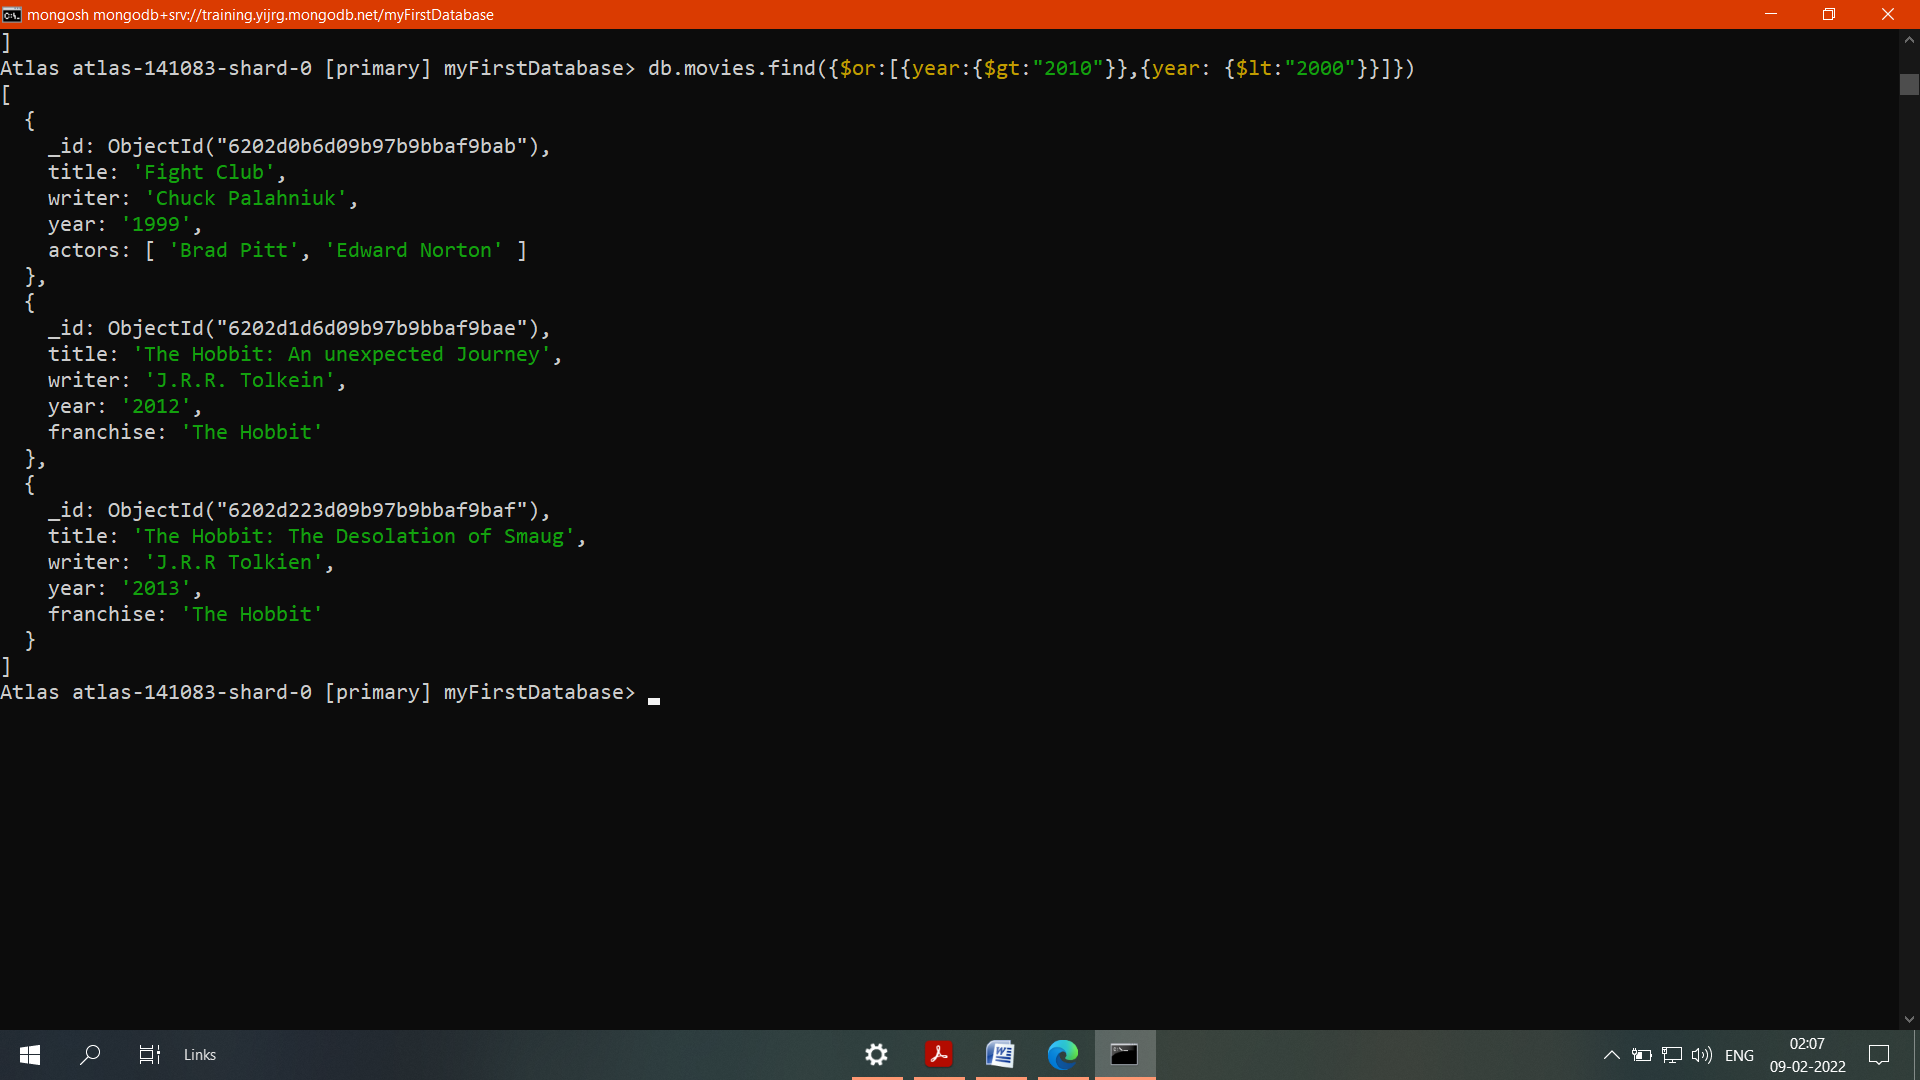 mongosh mongodb+srv://training.yijrg.mongodb.net/myFirstDatabase
]
Atlas atlas-141083-shard-0 [primary] myFirstDatabase> db.movies.find({$or:[{year:{$gt:"2010"}},{year: {$lt:"2000"}}]})
[
  {
    _id: ObjectId("6202d0b6d09b97b9bbaf9bab"),
    title: 'Fight Club',
    writer: 'Chuck Palahniuk',
    year: '1999',
    actors: [ 'Brad Pitt', 'Edward Norton' ]
  },
  {
    _id: ObjectId("6202d1d6d09b97b9bbaf9bae"),
    title: 'The Hobbit: An unexpected Journey',
    writer: 'J.R.R. Tolkein',
    year: '2012',
    franchise: 'The Hobbit'
  },
  {
    _id: ObjectId("6202d223d09b97b9bbaf9baf"),
    title: 'The Hobbit: The Desolation of Smaug',
    writer: 'J.R.R Tolkien',
    year: '2013',
    franchise: 'The Hobbit'
  }
]
Atlas atlas-141083-shard-0 [primary] myFirstDatabase>
Links
ENG
02:07
09-02-2022